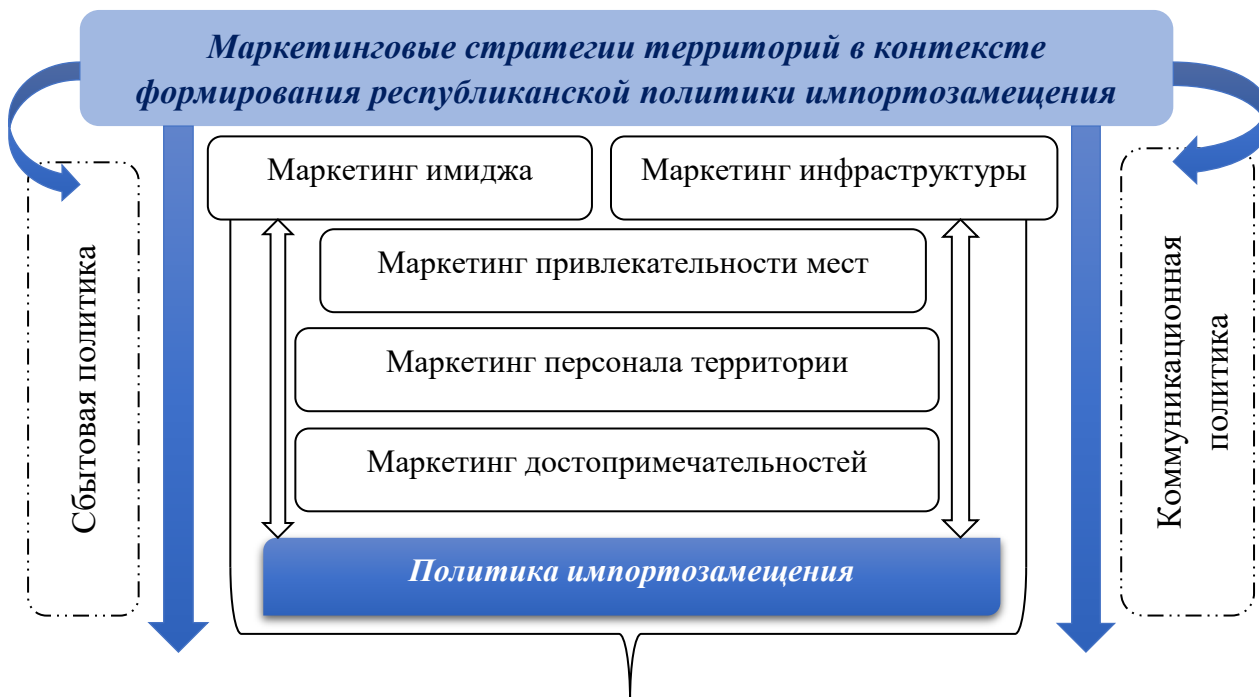 Маркетинговые стратегии территорий в контексте
формирования республиканской политики импортозамещения
Маркетинг имиджа
Маркетинг инфраструктуры
Маркетинг привлекательности мест
Маркетинг персонала территории
Маркетинг достопримечательностей
Политика импортозамещения
Сбытовая политика
Коммуникационная
политика